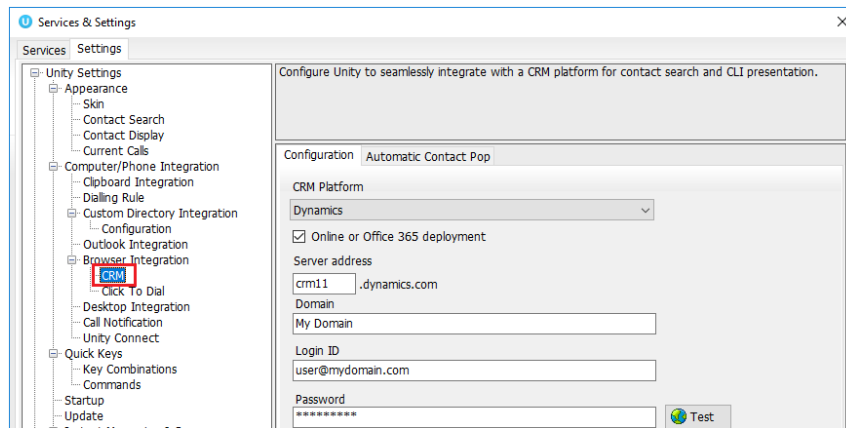 Services & Settings
Services Settings
Unity Settings
Appearance
Skin
Contact Search
Contact Display
Current Calls
Computer/Phone Integration
Clipboard Integration
Dialling Rule
Custom Directory Integration
Configuration
Outlook Integration
Browser Integration
CRM
Click To Dial
Desktop Integration
Call Notification
Unity Connect
Quick Keys
Key Combinations
Commands
Startup
Update
Configure Unity to seamlessly integrate with a CRM platform for contact search and CLI presentation.
Configuration Automatic Contact Pop
CRM Platform
Dynamics
Online or Office 365 deployment
Server address
crm11 .dynamics.com
Domain
My Domain
Login ID
user@mydomain.com
Password
*********
Test